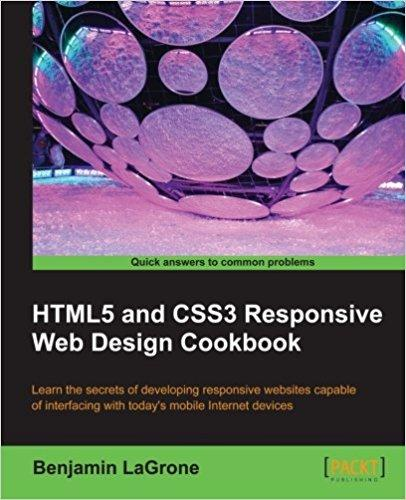 Quick answers to common problems
HTML5 and CSS3 Responsive
Web Design Cookbook
Learn the secrets of developing responsive websites capable
of interfacing with today's mobile Internet devices
Benjamin LaGrone
[PACKT]
PUBLISHING